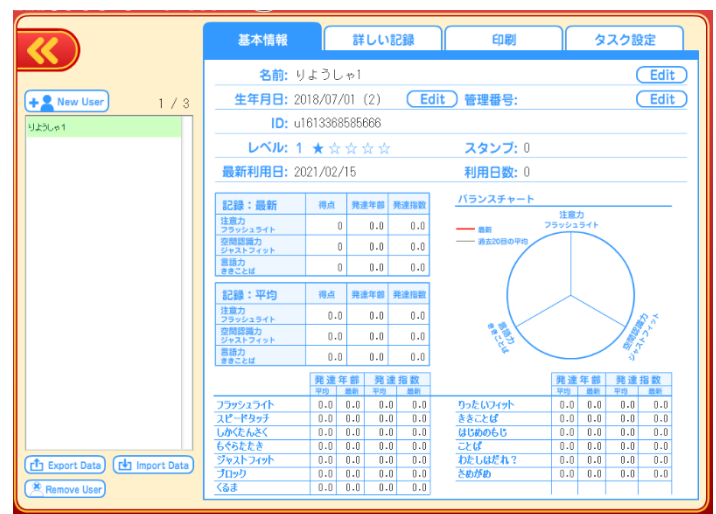 基本情報 詳しい記録 印刷 タスク設定
名前: りようしゃ1 Edit
New User 1 / 3
生年月日: 2018/07/01 (2) Edit 管理番号: Edit
りようしゃ1
ID: u1613368585666
レベル: 1 ★☆☆☆☆ スタンプ: 0
最新利用日: 2021/02/15 利用日数: 0
記録：最新 得点 発達年齢 発達指数
注意力
フラッシュライト 0 0.0 0.0
空間認識力
ジャストフィット 0 0.0 0.0
言語力
ききことば 0 0.0 0.0
記録：平均 得点 発達年齢 発達指数
注意力
フラッシュライト 0.0 0.0 0.0
空間認識力
ジャストフィット 0.0 0.0 0.0
言語力
ききことば 0.0 0.0 0.0
バランスチャート
最新
過去20回の平均
注意力
フラッシュライト
言語力
ききことば
空間認識力
ジャストフィット
発達年齢 発達指数
平均 最新 平均 最新
フラッシュライト 0.0 0.0 0.0 0.0
スピードタッチ 0.0 0.0 0.0 0.0
しかくたんさく 0.0 0.0 0.0 0.0
もぐらたたき 0.0 0.0 0.0 0.0
ジャストフィット 0.0 0.0 0.0 0.0
ブロック 0.0 0.0 0.0 0.0
くるま 0.0 0.0 0.0 0.0
発達年齢 発達指数
平均 最新 平均 最新
りったいフィット 0.0 0.0 0.0 0.0
ききことば 0.0 0.0 0.0 0.0
はじめのもじ 0.0 0.0 0.0 0.0
ことば 0.0 0.0 0.0 0.0
わたしはだれ？ 0.0 0.0 0.0 0.0
さめがめ 0.0 0.0 0.0 0.0
Export Data Import Data
Remove User